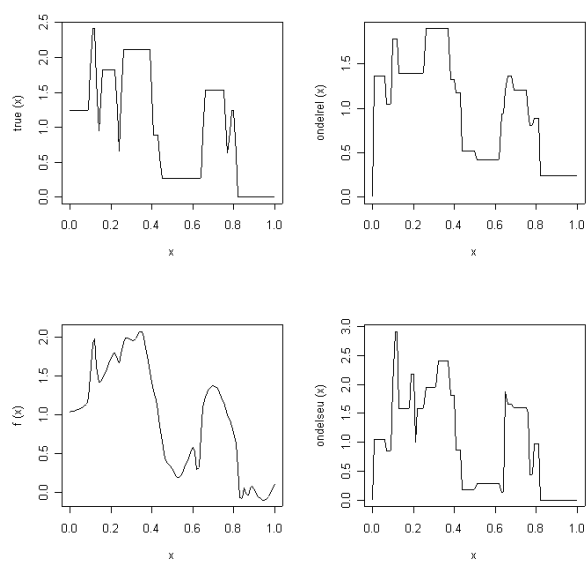 true (x)
0.0 0.5 1.0 1.5 2.0 2.5
0.0 0.2 0.4 0.6 0.8 1.0
x
ondelrel (x)
0.0 0.5 1.0 1.5
0.0 0.2 0.4 0.6 0.8 1.0
x
f (x)
0.0 0.5 1.0 1.5 2.0
0.0 0.2 0.4 0.6 0.8 1.0
x
ondelseu (x)
0.0 0.5 1.0 1.5 2.0 2.5 3.0
0.0 0.2 0.4 0.6 0.8 1.0
x